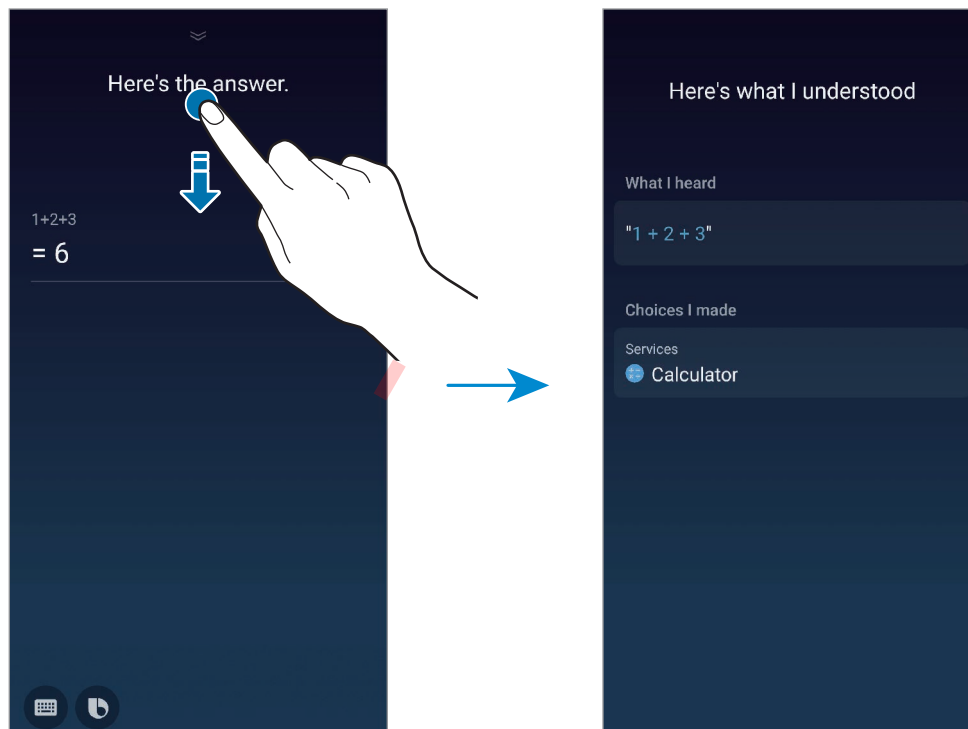 Here's the answer.
1+2+3
= 6
Here's what I understood
What I heard
"1 + 2 + 3"
Choices I made
Services
Calculator